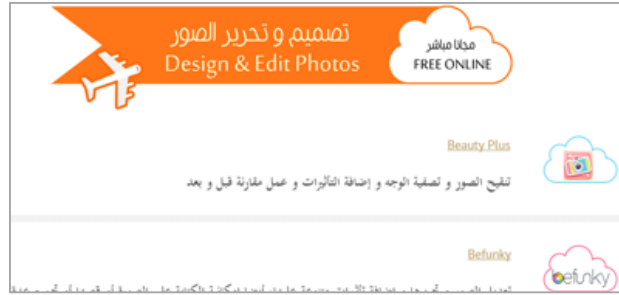 تصميم و تحرير الصور
Design & Edit Photos
مجانا مباشر
FREE ONLINE
Beauty Plus
تنقيح الصور و تصفية الوجه و إضافة التأثيرات و عمل مقارنة قبل و بعد
Befunky
befunky